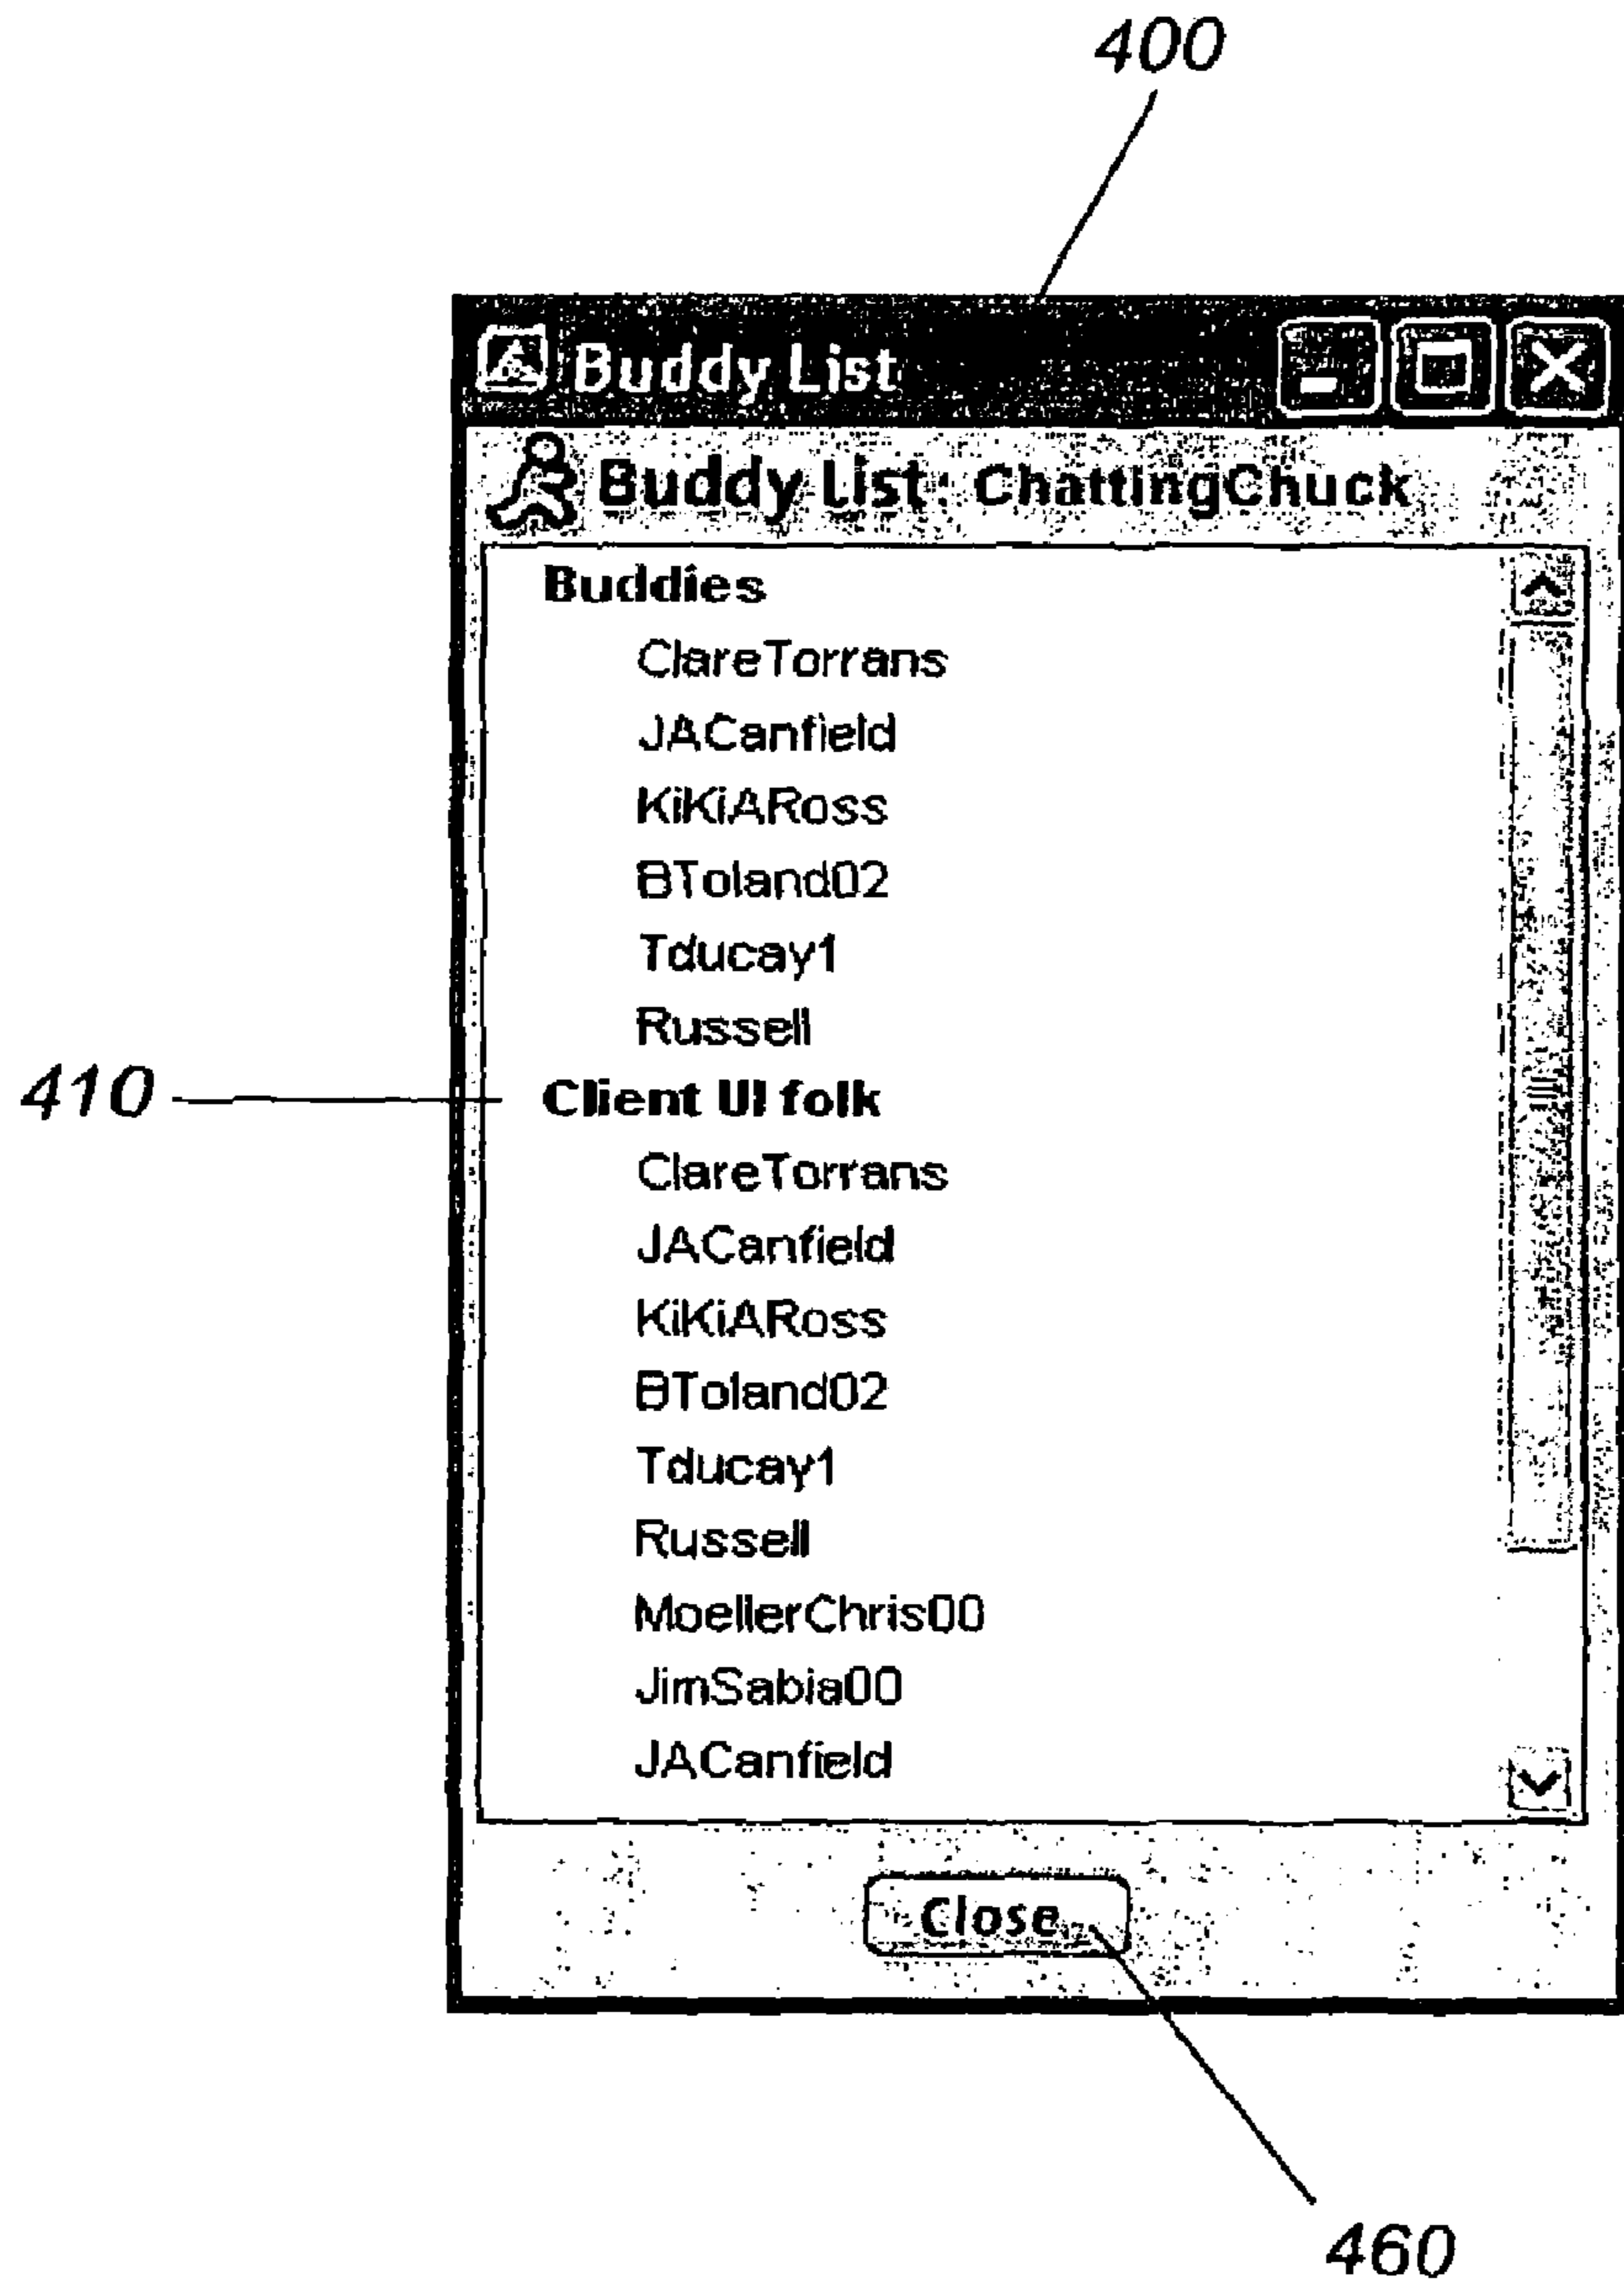 400
Buddy List
Buddy List: ChattingChuck
Buddies
ClareTorrans
JACanfield
KiKiARoss
BToland02
Tducay1
Russell
410
Client UI folk
ClareTorrans
JACanfield
KiKiARoss
BToland02
Tducay1
Russell
MoellerChris00
JimSabia00
JACanfield
Close
460